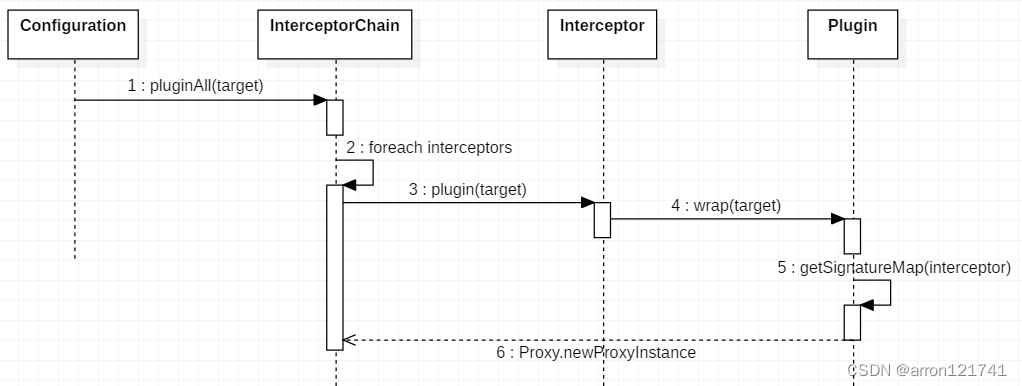 Configuration
InterceptorChain
Interceptor
Plugin
1 : pluginAll(target)
2 : foreach interceptors
3 : plugin(target)
4 : wrap(target)
5 : getSignatureMap(interceptor)
6 : Proxy.newProxyInstance
CSDN @arron121741